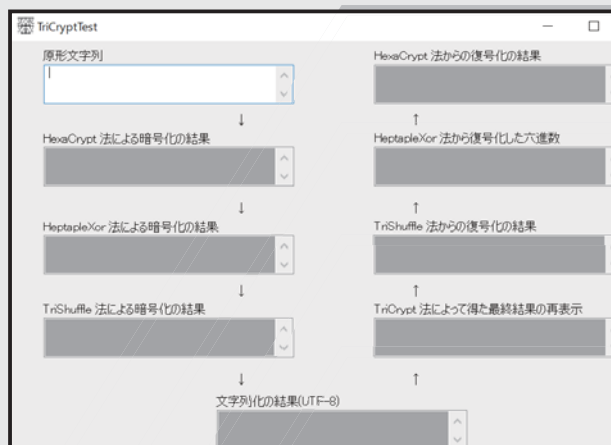 TriCryptTest
原形文字列
HexaCrypt 法からの復号化の結果
↓
↑
HexaCrypt 法による暗号化の結果
HeptapleXor 法から復号化した六進数
↓
↑
HeptapleXor 法による暗号化の結果
TriShuffle 法からの復号化の結果
↓
↑
TriShuffle 法による暗号化の結果
TriCrypt 法によって得た最終結果の再表示
↓
↑
文字列化の結果(UTF-8)